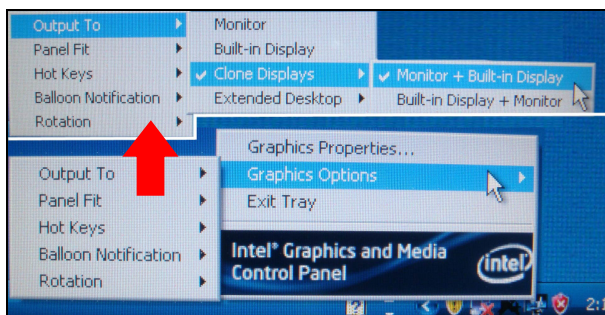 Output To
Panel Fit
Hot Keys
Balloon Notification
Rotation
Monitor
Built-in Display
Clone Displays
Extended Desktop
Monitor + Built-in Display
Built-in Display + Monitor
Graphics Properties...
Graphics Options
Exit Tray
Output To
Panel Fit
Hot Keys
Balloon Notification
Rotation
Intel® Graphics and Media
Control Panel
intel